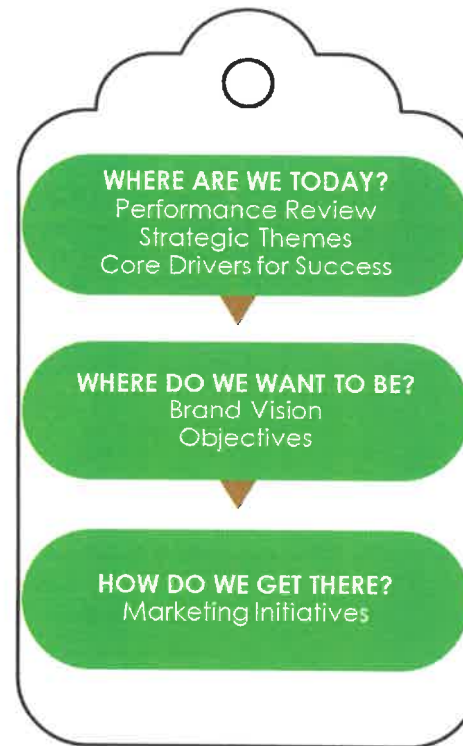 WHERE ARE WE TODAY?
Performance Review
Strategic Themes
Core Drivers for Success
WHERE DO WE WANT TO BE?
Brand Vision
Objectives
HOW DO WE GET THERE?
Marketing Initiatives